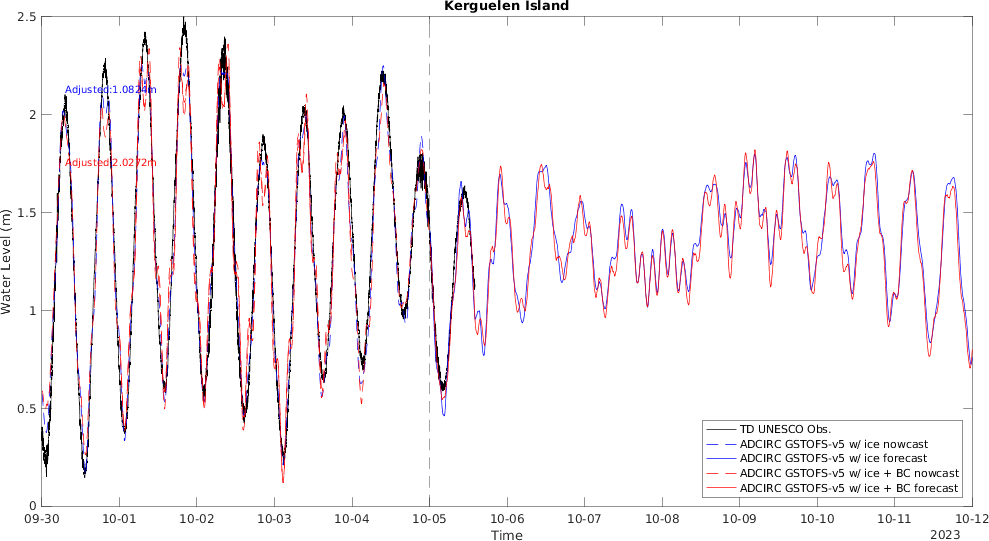 Kerguelen Island
2.5
2
1.5
1
0.5
0
Water Level (m)
Adjusted:1.0824m
Adjusted:2.0272m
09-30 10-01 10-02 10-03 10-04 10-05 10-06 10-07 10-08 10-09 10-10 10-11 10-12
Time
2023
TD UNESCO Obs.
ADCIRC GSTOFS-v5 w/ ice nowcast
ADCIRC GSTOFS-v5 w/ ice forecast
ADCIRC GSTOFS-v5 w/ ice + BC nowcast
ADCIRC GSTOFS-v5 w/ ice + BC forecast